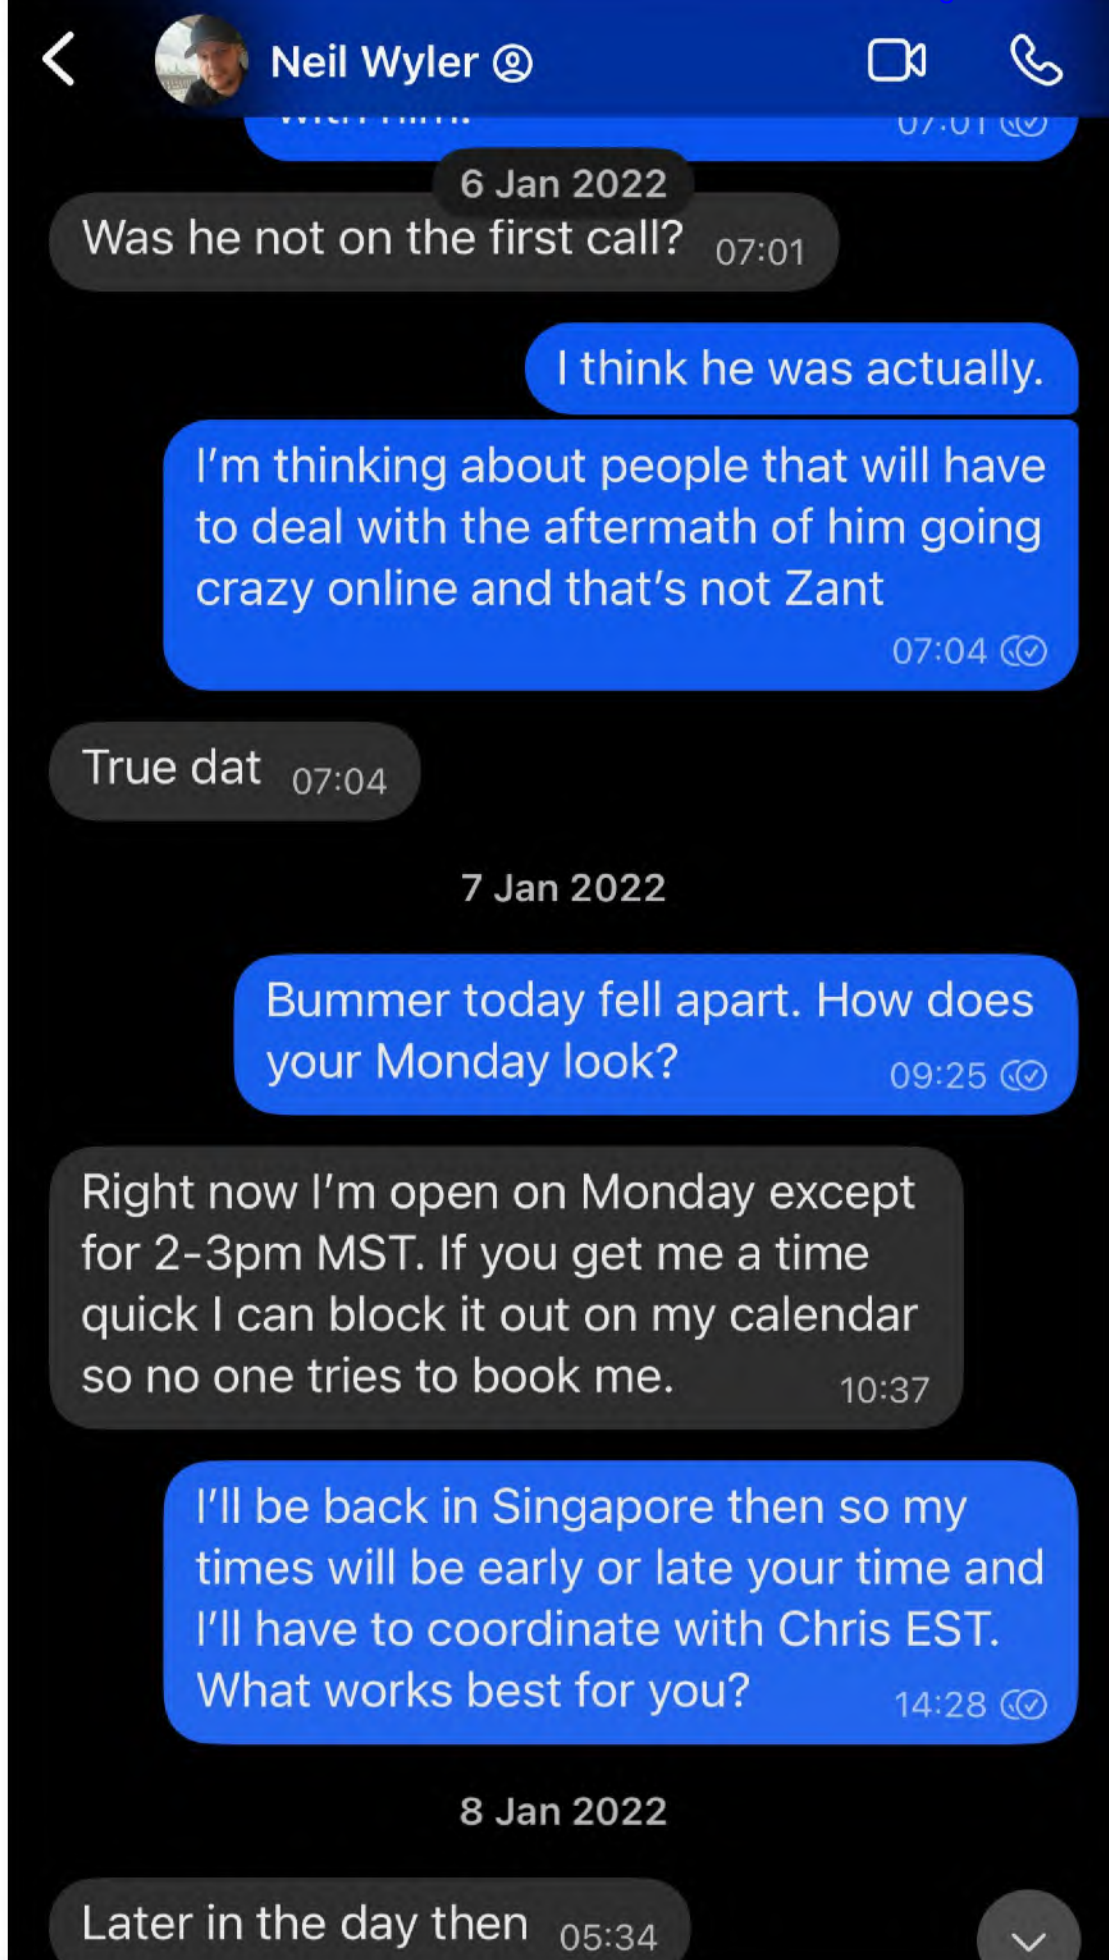 Neil Wyler
07:01
6 Jan 2022
Was he not on the first call? 07:01
I think he was actually.
I'm thinking about people that will have
to deal with the aftermath of him going
crazy online and that's not Zant
07:04
True dat 07:04
7 Jan 2022
Bummer today fell apart. How does
your Monday look? 09:25
Right now I'm open on Monday except
for 2-3pm MST. If you get me a time
quick I can block it out on my calendar
so no one tries to book me. 10:37
I'll be back in Singapore then so my
times will be early or late your time and
I'll have to coordinate with Chris EST.
What works best for you? 14:28
8 Jan 2022
Later in the day then 05:34